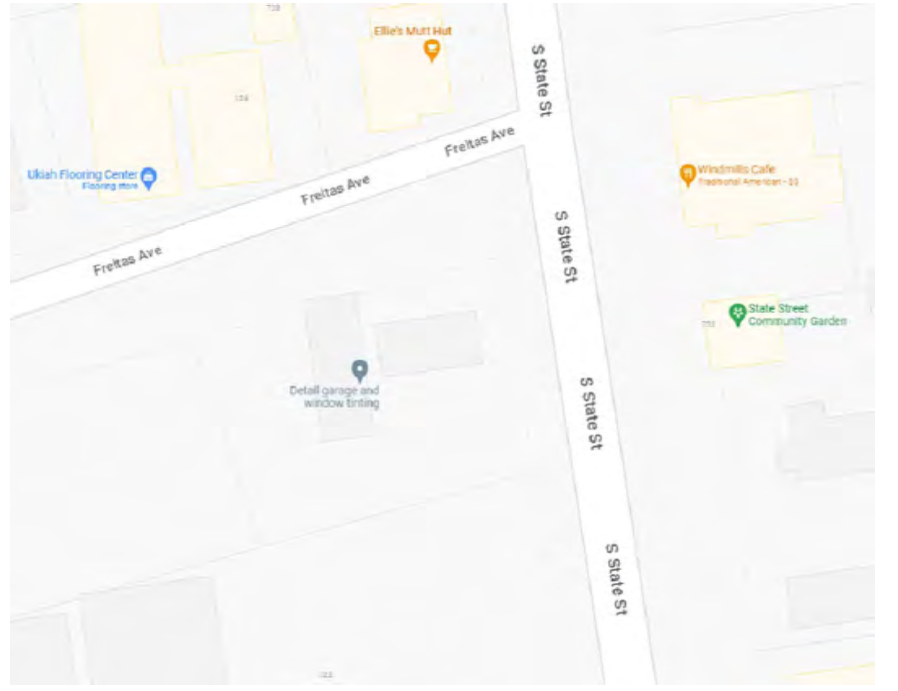 Ellie's Mutt Hut
S State St
Freitas Ave
Windmills Cafe
Traditional American • $$
Ukiah Flooring Center
Flooring store
Freitas Ave
S State St
Freitas Ave
State Street
Community Garden
Detail garage and
window tinting
S State St
S State St